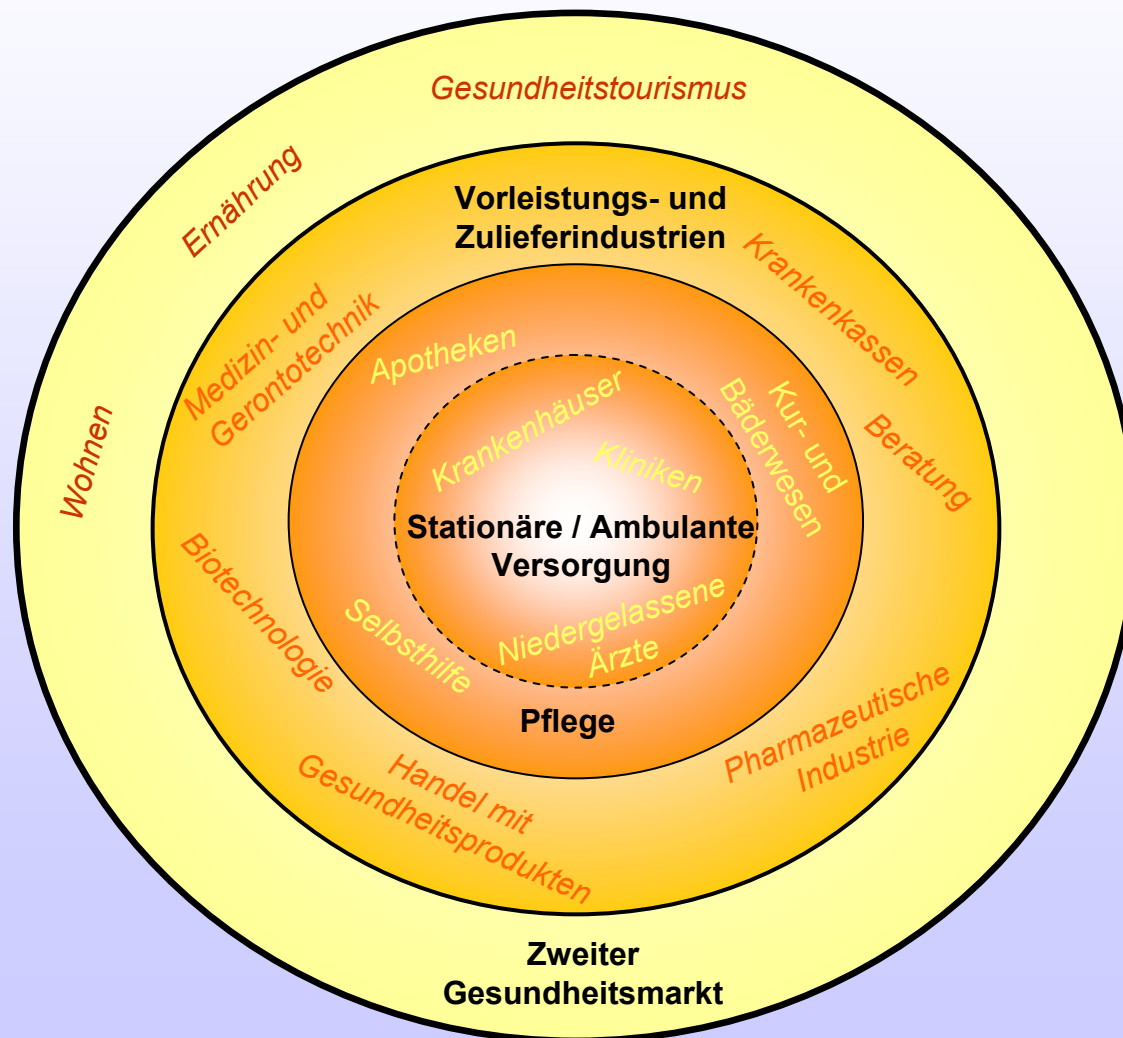 Gesundheitstourismus
Ernährung
Wohnen
Vorleistungs- und
Zulieferindustrien
Krankenkassen
Medizin- und
Gerontotechnik
Beratung
Apotheken
Kur- und
Bäderwesen
Krankenhäuser
Kliniken
Stationäre / Ambulante
Versorgung
Niedergelassene
Ärzte
Selbsthilfe
Biotechnologie
Pflege
Pharmazeutische
Industrie
Handel mit
Gesundheitsprodukten
Zweiter
Gesundheitsmarkt